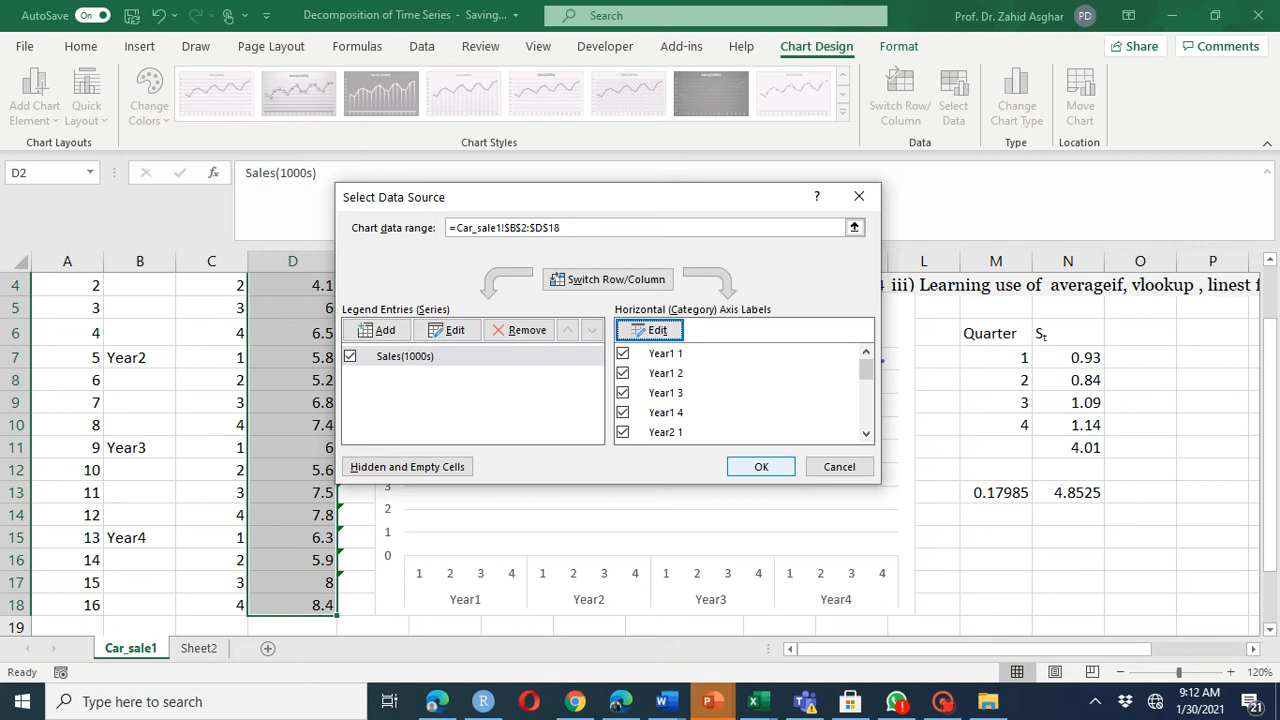 AutoSave On Decomposition of Time Series - Saving... Search Prof. Dr. Zahid Asghar PD
File Home Insert Draw Page Layout Formulas Data Review View Developer Add-ins Help Chart Design Format Share Comments
Add Chart Element Quick Layout Change Colors Switch Row/Column Select Data Change Chart Type Move Chart
Chart Layouts Chart Styles Data Type Location
D2 fx Sales(1000s)
Select Data Source ?
Chart data range: =Car_sale1!$B$2:$D$18
Switch Row/Column
Legend Entries (Series) Horizontal (Category) Axis Labels
Add Edit Remove Edit
Sales(1000s) Year1 1
Year1 2
Year1 3
Year1 4
Year2 1
Hidden and Empty Cells OK Cancel
A B C D L M N O P
4 2 2 4.1 4 iii) Learning use of averageif, vlookup , linest f
5 3 3 6
6 4 4 6.5 Quarter St
7 5 Year2 1 5.8 1 0.93
8 6 2 5.2 2 0.84
9 7 3 6.8 3 1.09
10 8 4 7.4 4 1.14
11 9 Year3 1 6 4.01
12 10 2 5.6
13 11 3 7.5 3 0.17985 4.8525
14 12 4 7.8 2
15 13 Year4 1 6.3 1
16 14 2 5.9 0
17 15 3 8 1 2 3 4 1 2 3 4 1 2 3 4 1 2 3 4
18 16 4 8.4 Year1 Year2 Year3 Year4
19
Car_sale1 Sheet2
Ready 120%
Type here to search 9:12 AM
1/30/2021 21